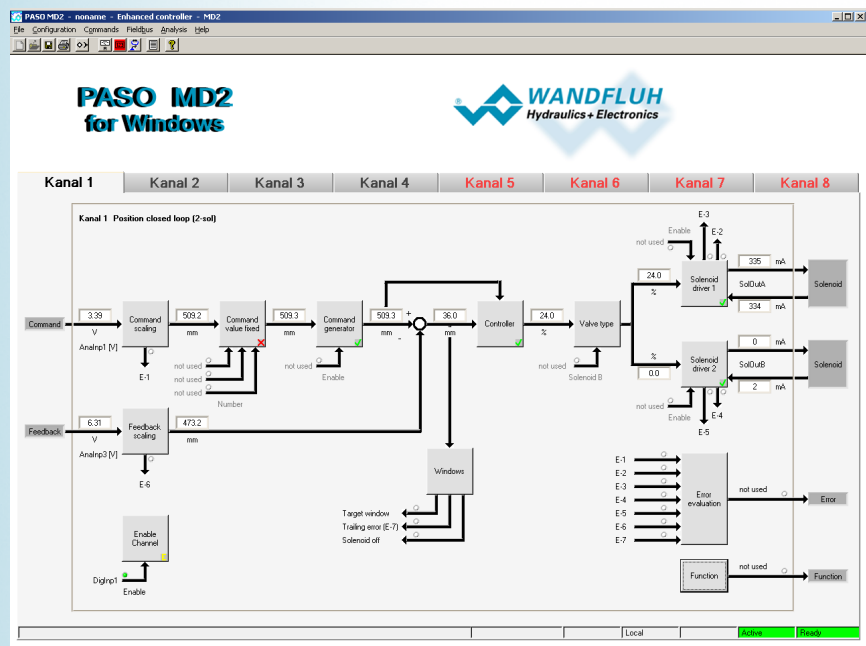 PASO MD2 - noname - Enhanced controller - MD2
File Configuration Commands Fieldbus Analysis Help
PASO MD2
for Windows
® WANDFLUH
Hydraulics + Electronics
Kanal 1 Kanal 2 Kanal 3 Kanal 4 Kanal 5 Kanal 6 Kanal 7 Kanal 8
Kanal 1 Position closed loop (2-sol)
E-3
Enable E-2
not used
Command 3.39 V AnaInp1 [V]
Command scaling
E-1
509.2 mm
Command value fixed
not used
not used
not used
Number
509.3 mm
Command generator
not used
Enable
509.3 mm
+
-
36.0 mm
Controller
24.0 %
Valve type
not used
Solenoid B
24.0 %
Solenoid driver 1
335 mA
SolOutA
334 mA
Solenoid
% 0.0
Solenoid driver 2
0 mA
SolOutB
2 mA
Solenoid
not used
Enable
E-4
E-5
Feedback 6.31 V AnaInp3 [V]
Feedback scaling
E-6
473.2 mm
Windows
Target window
Trailing error (E-7)
Solenoid off
E-1
E-2
E-3
E-4
E-5
E-6
E-7
Error evaluation
not used
Error
Enable Channel
DigInp1
Enable
Function
not used
Function
Local Active Ready